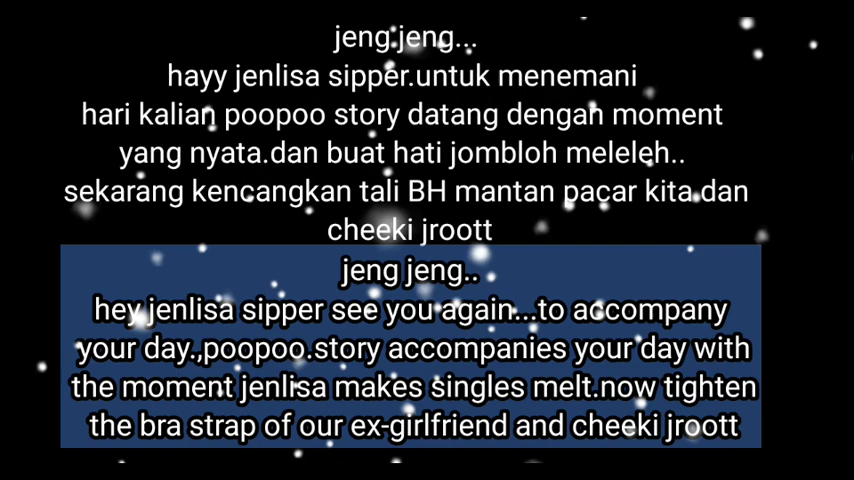 jeng jeng...
hayy jenlisa sipper.untuk menemani
hari kalian poopoo story datang dengan moment
yang nyata.dan buat hati jombloh meleleh..
sekarang kencangkan tali BH mantan pacar kita.dan
cheeki jroott
jeng jeng..
hey jenlisa sipper see you again...to accompany
your day.,poopoo.story accompanies your day with
the moment jenlisa makes singles melt.now tighten
the bra strap of our ex-girlfriend and cheeki jroott